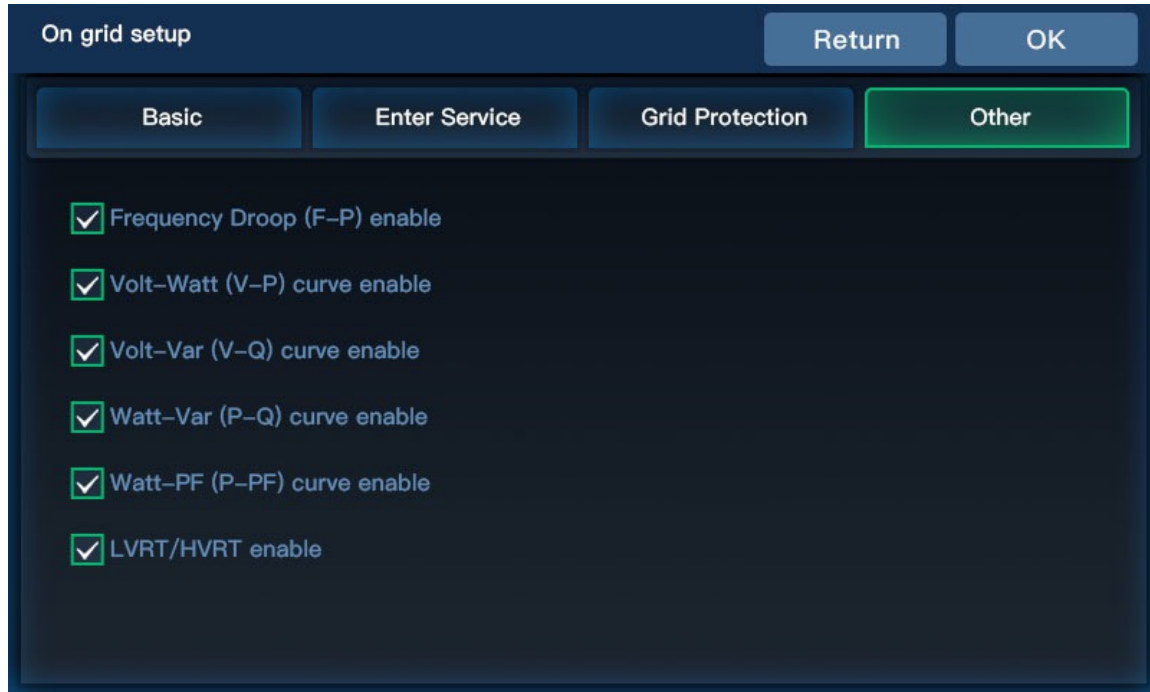 On grid setup
Return
OK
Basic
Enter Service
Grid Protection
Other
Frequency Droop (F–P) enable
Volt–Watt (V–P) curve enable
Volt–Var (V–Q) curve enable
Watt–Var (P–Q) curve enable
Watt–PF (P–PF) curve enable
LVRT/HVRT enable